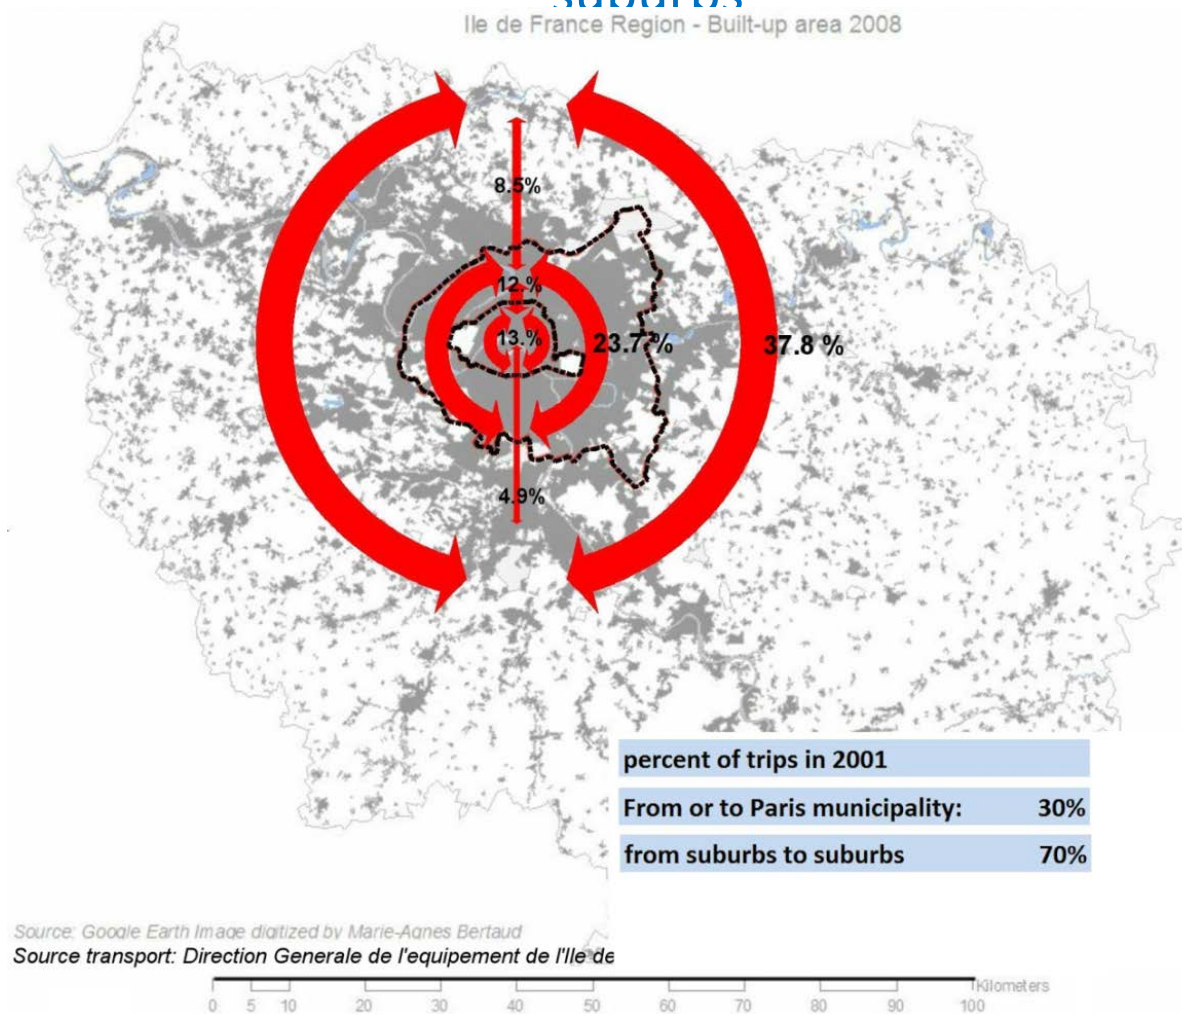 suburbs
Ile de France Region - Built-up area 2008
8.5%
12.%
13.%
23.7 %
37.8 %
4.9%
percent of trips in 2001
From or to Paris municipality: 30%
from suburbs to suburbs 70%
Source: Google Earth Image digitized by Marie-Agnes Bertaud
Source transport: Direction Generale de l'equipement de l'Ile de
Kilometers
0 5 10 20 30 40 50 60 70 80 90 100